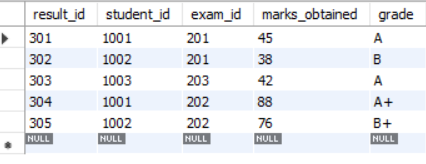 result_id student_id exam_id marks_obtained grade
301 1001 201 45 A
302 1002 201 38 B
303 1003 203 42 A
304 1001 202 88 A+
305 1002 202 76 B+
NULL NULL NULL NULL NULL